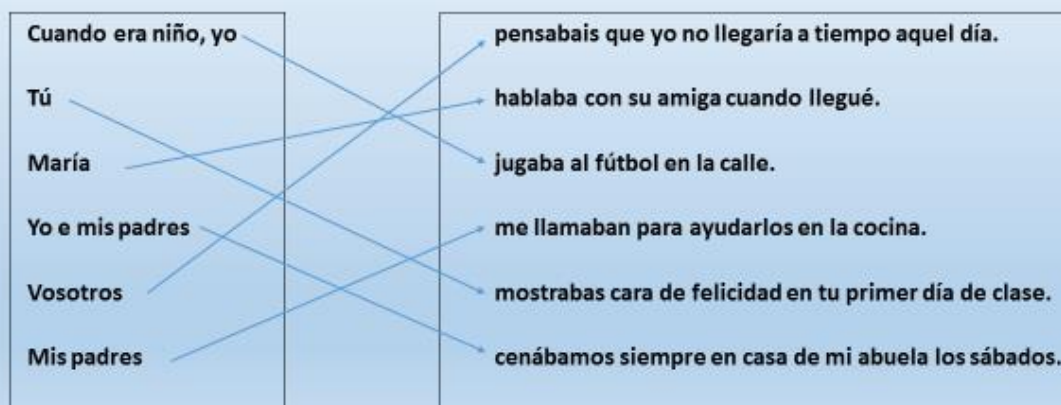 Cuando era niño, yo
Tú
María
Yo e mis padres
Vosotros
Mis padres
pensabais que yo no llegaría a tiempo aquel día.
hablaba con su amiga cuando llegué.
jugaba al fútbol en la calle.
me llamaban para ayudarlos en la cocina.
mostrabas cara de felicidad en tu primer día de clase.
cenábamos siempre en casa de mi abuela los sábados.